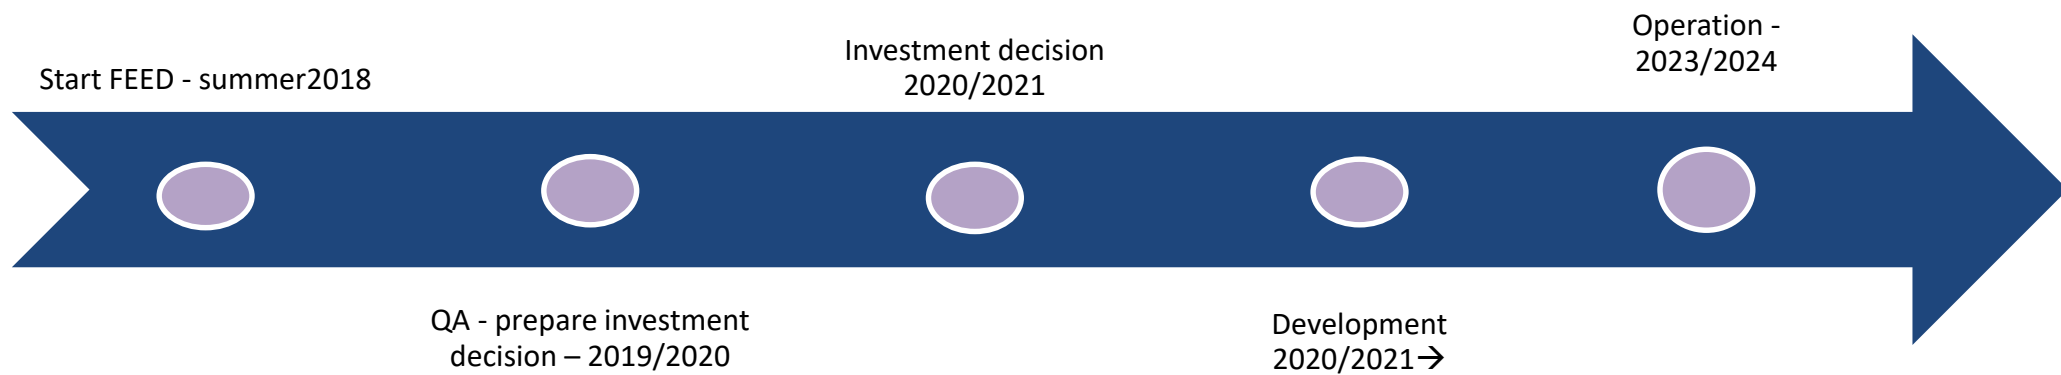 Start FEED - summer2018
QA - prepare investment
decision – 2019/2020
Investment decision
2020/2021
Development
2020/2021→
Operation -
2023/2024